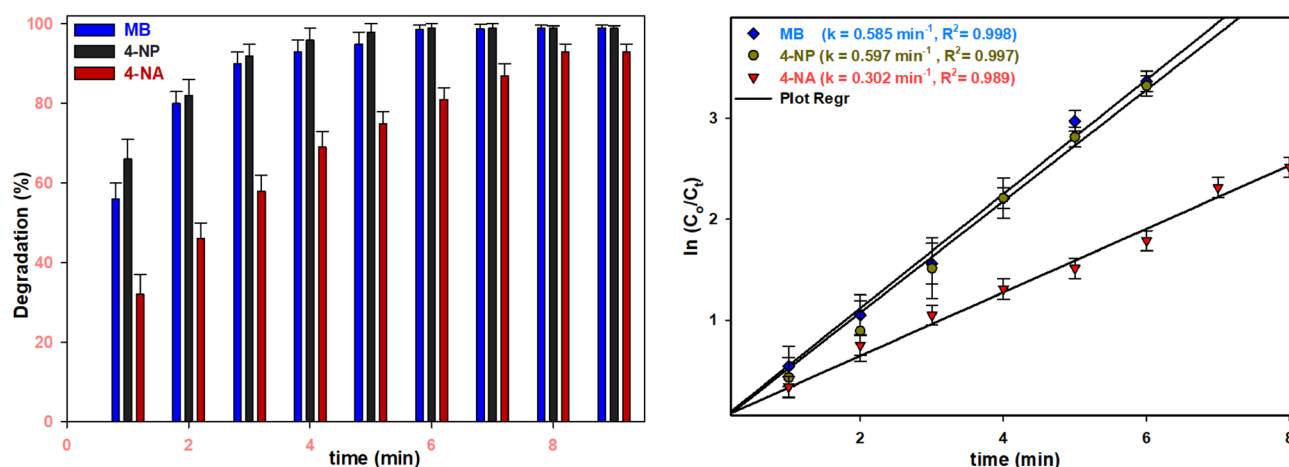 100
80
60
40
20
0
Degradation (%)
MB
4-NP
4-NA
0 2 4 6 8
time (min)
3
2
1
ln (C₀/Cₜ)
MB (k = 0.585 min⁻¹, R² = 0.998)
4-NP (k = 0.597 min⁻¹, R² = 0.997)
4-NA (k = 0.302 min⁻¹, R² = 0.989)
Plot Regr
2 4 6 8
time (min)